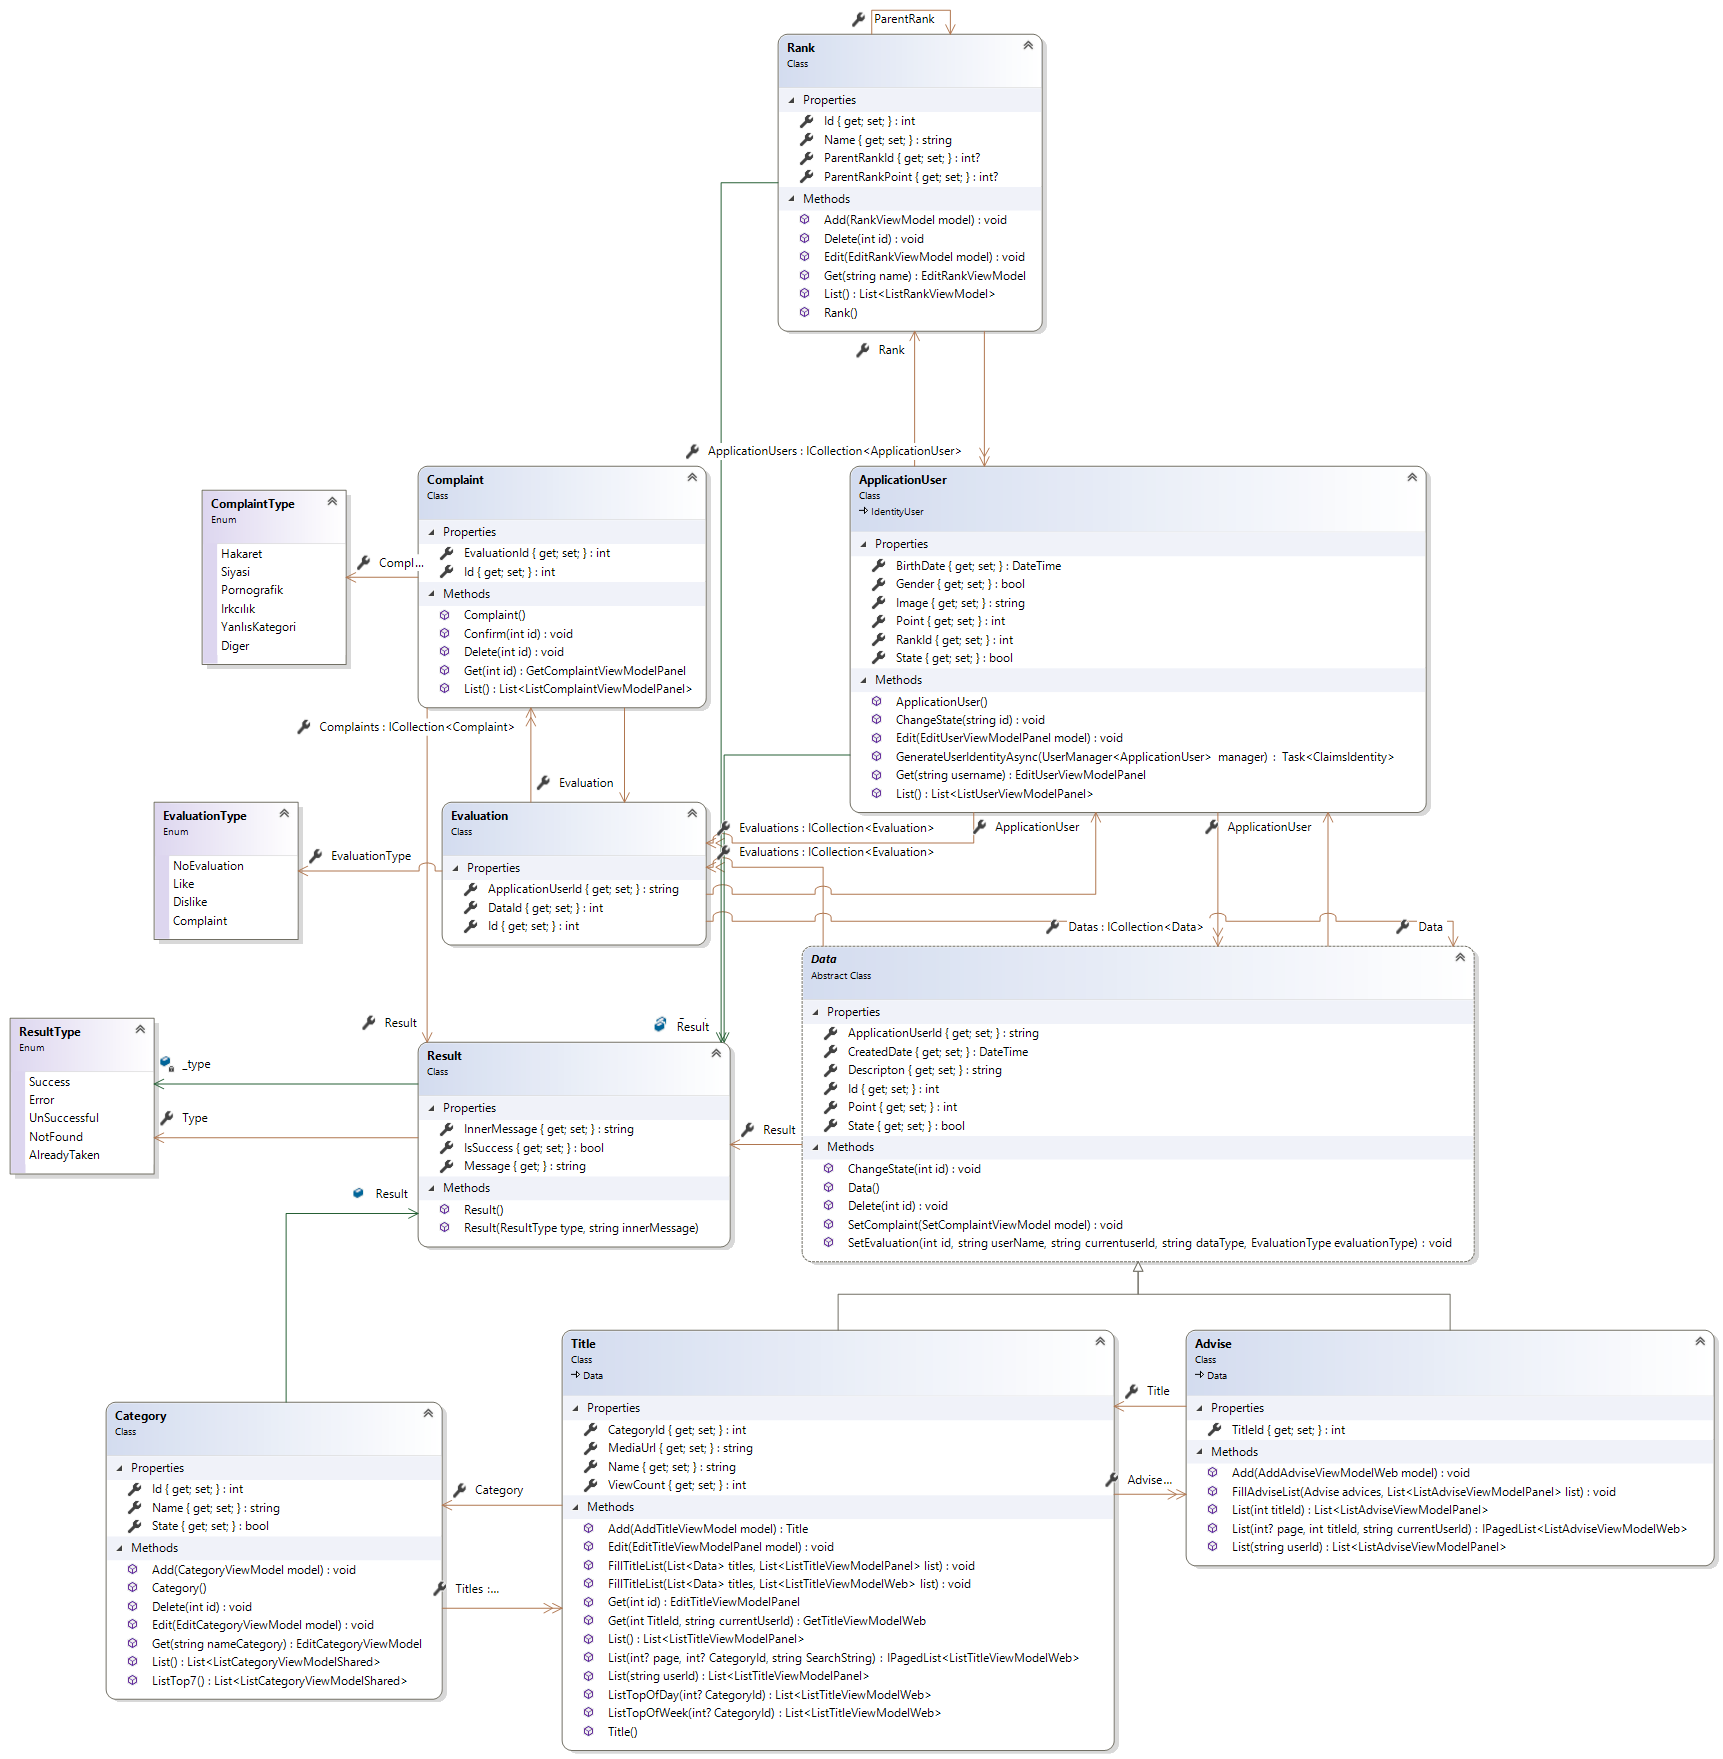 ParentRank
Rank
Class
Properties
Id { get; set; } : int
Name { get; set; } : string
ParentRankId { get; set; } : int?
ParentRankPoint { get; set; } : int?
Methods
Add(RankViewModel model) : void
Delete(int id) : void
Edit(EditRankViewModel model) : void
Get(string name) : EditRankViewModel
List() : List<ListRankViewModel>
Rank()
Rank
ApplicationUsers : ICollection<ApplicationUser>
ComplaintType
Enum
Hakaret
Siyasi
Pornografik
Irkcılık
YanlısKategori
Diger
Compl...
Complaint
Class
Properties
EvaluationId { get; set; } : int
Id { get; set; } : int
Methods
Complaint()
Confirm(int id) : void
Delete(int id) : void
Get(int id) : GetComplaintViewModelPanel
List() : List<ListComplaintViewModelPanel>
ApplicationUser
Class
IdentityUser
Properties
BirthDate { get; set; } : DateTime
Gender { get; set; } : bool
Image { get; set; } : string
Point { get; set; } : int
RankId { get; set; } : int
State { get; set; } : bool
Methods
ApplicationUser()
ChangeState(string id) : void
Edit(EditUserViewModelPanel model) : void
GenerateUserIdentityAsync(UserManager<ApplicationUser> manager) : Task<ClaimsIdentity>
Get(string username) : EditUserViewModelPanel
List() : List<ListUserViewModelPanel>
Complaints : ICollection<Complaint>
Evaluation
EvaluationType
Enum
NoEvaluation
Like
Dislike
Complaint
EvaluationType
Evaluation
Class
Properties
ApplicationUserId { get; set; } : string
DataId { get; set; } : int
Id { get; set; } : int
Evaluations : ICollection<Evaluation>
Evaluations : ICollection<Evaluation>
ApplicationUser
ApplicationUser
Datas : ICollection<Data>
Data
Data
Abstract Class
Properties
ApplicationUserId { get; set; } : string
CreatedDate { get; set; } : DateTime
Descripton { get; set; } : string
Id { get; set; } : int
Point { get; set; } : int
State { get; set; } : bool
Methods
ChangeState(int id) : void
Data()
Delete(int id) : void
SetComplaint(SetComplaintViewModel model) : void
SetEvaluation(int id, string userName, string currentuserId, string dataType, EvaluationType evaluationType) : void
ResultType
Enum
Success
Error
UnSuccessful
NotFound
AlreadyTaken
_type
Type
Result
Result
Result
Class
Properties
InnerMessage { get; set; } : string
IsSuccess { get; set; } : bool
Message { get; } : string
Methods
Result()
Result(ResultType type, string innerMessage)
Result
Result
Category
Class
Properties
Id { get; set; } : int
Name { get; set; } : string
State { get; set; } : bool
Methods
Add(CategoryViewModel model) : void
Category()
Delete(int id) : void
Edit(EditCategoryViewModel model) : void
Get(string nameCategory) : EditCategoryViewModel
List() : List<ListCategoryViewModelShared>
ListTop7() : List<ListCategoryViewModelShared>
Category
Titles :...
Title
Class
Data
Properties
CategoryId { get; set; } : int
MediaUrl { get; set; } : string
Name { get; set; } : string
ViewCount { get; set; } : int
Methods
Add(AddTitleViewModel model) : Title
Edit(EditTitleViewModelPanel model) : void
FillTitleList(List<Data> titles, List<ListTitleViewModelPanel> list) : void
FillTitleList(List<Data> titles, List<ListTitleViewModelWeb> list) : void
Get(int id) : EditTitleViewModelPanel
Get(int TitleId, string currentUserId) : GetTitleViewModelWeb
List() : List<ListTitleViewModelPanel>
List(int? page, int? CategoryId, string SearchString) : IPagedList<ListTitleViewModelWeb>
List(string userId) : List<ListTitleViewModelPanel>
ListTopOfDay(int? CategoryId) : List<ListTitleViewModelWeb>
ListTopOfWeek(int? CategoryId) : List<ListTitleViewModelWeb>
Title()
Title
Advise...
Advise
Class
Data
Properties
TitleId { get; set; } : int
Methods
Add(AddAdviseViewModelWeb model) : void
FillAdviseList(Advise advices, List<ListAdviseViewModelPanel> list) : void
List(int titleId) : List<ListAdviseViewModelPanel>
List(int? page, int titleId, string currentUserId) : IPagedList<ListAdviseViewModelWeb>
List(string userId) : List<ListAdviseViewModelPanel>